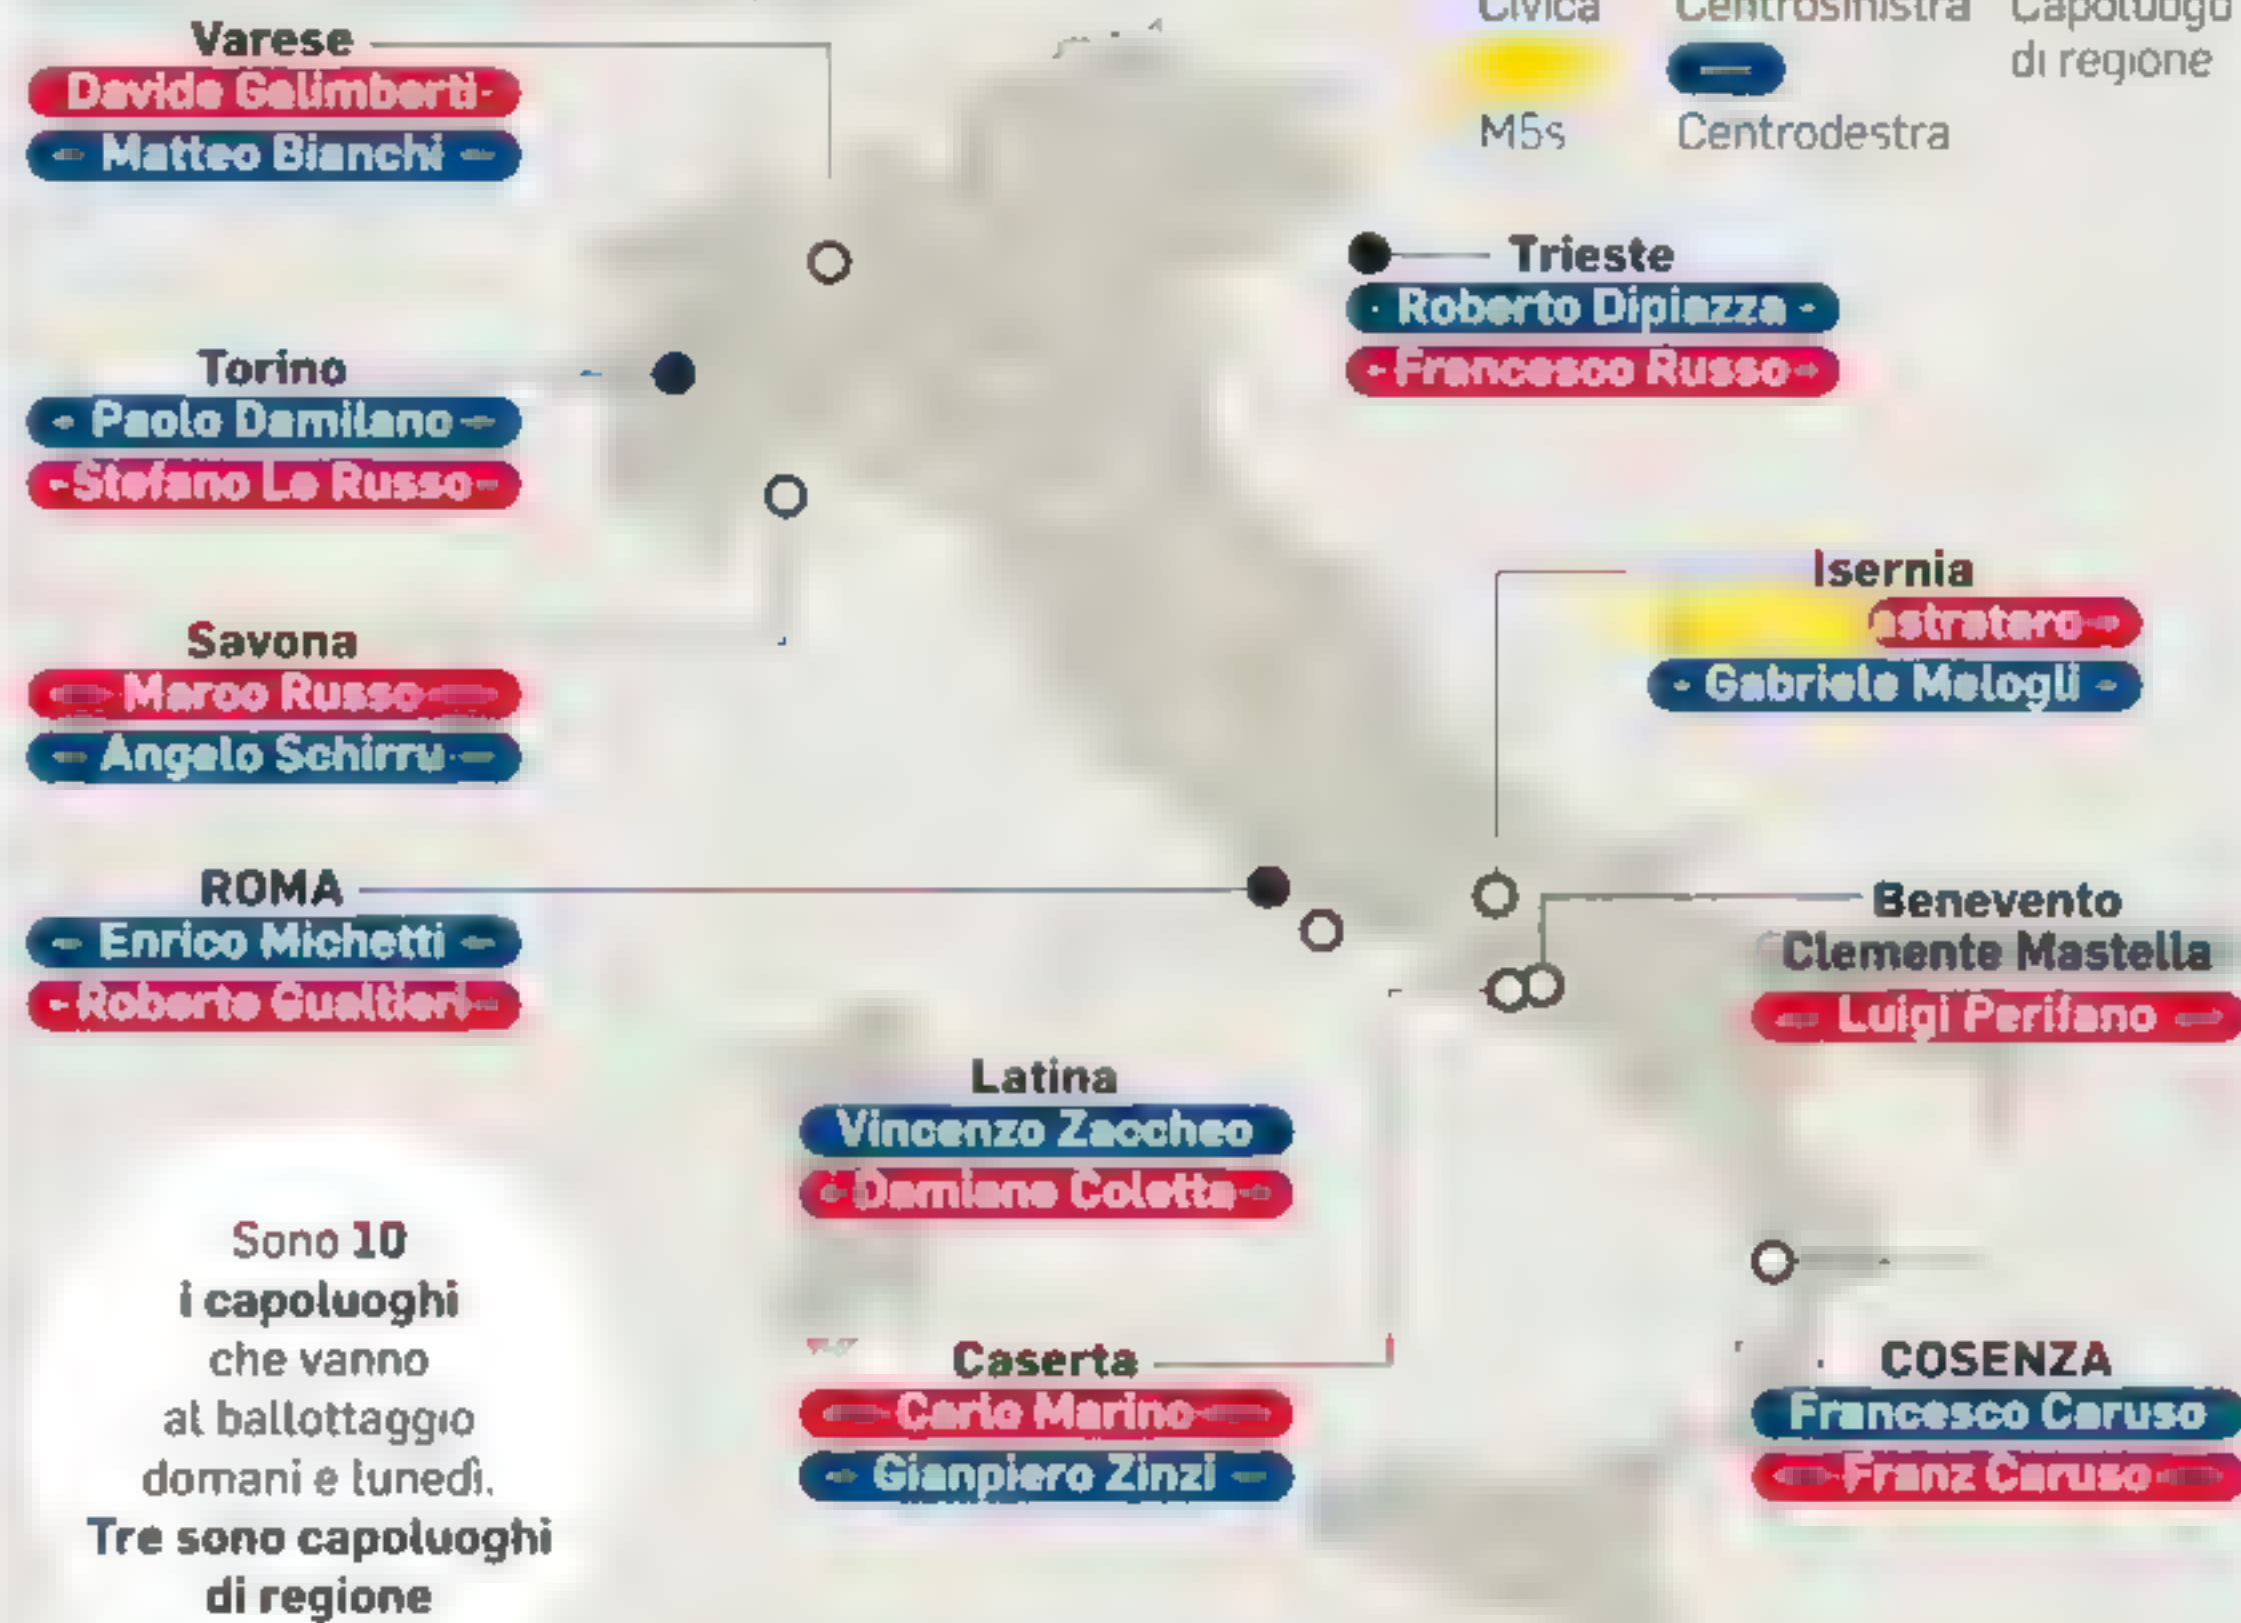 Civica
Centrosinistra
Capoluogo
di regione
M5s
Centrodestra
Varese
Davide Galimberti
Matteo Bianchi
Trieste
Roberto Dipiazza
Francesco Russo
Torino
Paolo Damilano
Stefano Lo Russo
Isernia
Gabriele Melogli
Savona
Marco Russo
Angelo Schirru
ROMA
Enrico Michetti
Roberto Gualtieri
Benevento
Clemente Mastella
Luigi Perifano
Latina
Vincenzo Zaccheo
Damiano Coletta
Sono 10
i capoluoghi
che vanno
al ballottaggio
domani e lunedì.
Tre sono capoluoghi
di regione
Caserta
Carlo Marino
Gianpiero Zinzi
COSENZA
Francesco Caruso
Franz Caruso